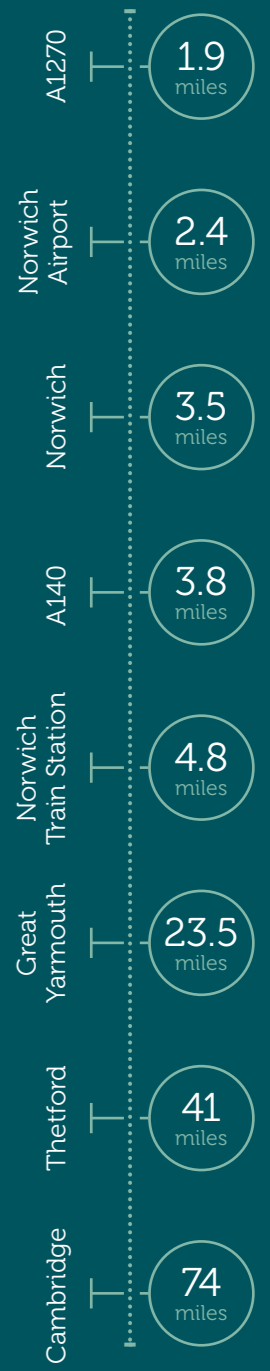 A1270
1.9
miles
Norwich
Airport
2.4
miles
Norwich
3.5
miles
A140
3.8
miles
Norwich
Train Station
4.8
miles
Great
Yarmouth
23.5
miles
Thetford
41
miles
Cambridge
74
miles